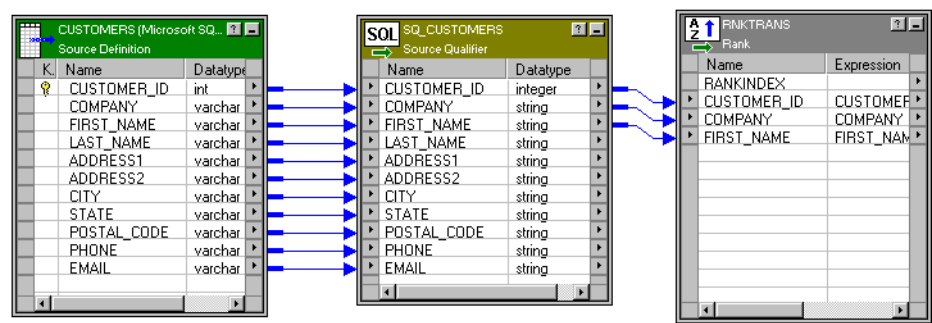 CUSTOMERS (Microsoft SQ...
Source Definition
K. Name Datatype
CUSTOMER_ID int
COMPANY varchar
FIRST_NAME varchar
LAST_NAME varchar
ADDRESS1 varchar
ADDRESS2 varchar
CITY varchar
STATE varchar
POSTAL_CODE varchar
PHONE varchar
EMAIL varchar
SQL SQ_CUSTOMERS
Source Qualifier
Name Datatype
CUSTOMER_ID integer
COMPANY string
FIRST_NAME string
LAST_NAME string
ADDRESS1 string
ADDRESS2 string
CITY string
STATE string
POSTAL_CODE string
PHONE string
EMAIL string
A Z RNKTRANS
Rank
Name Expression
RANKINDEX
CUSTOMER_ID CUSTOMER
COMPANY COMPANY
FIRST_NAME FIRST_NAM